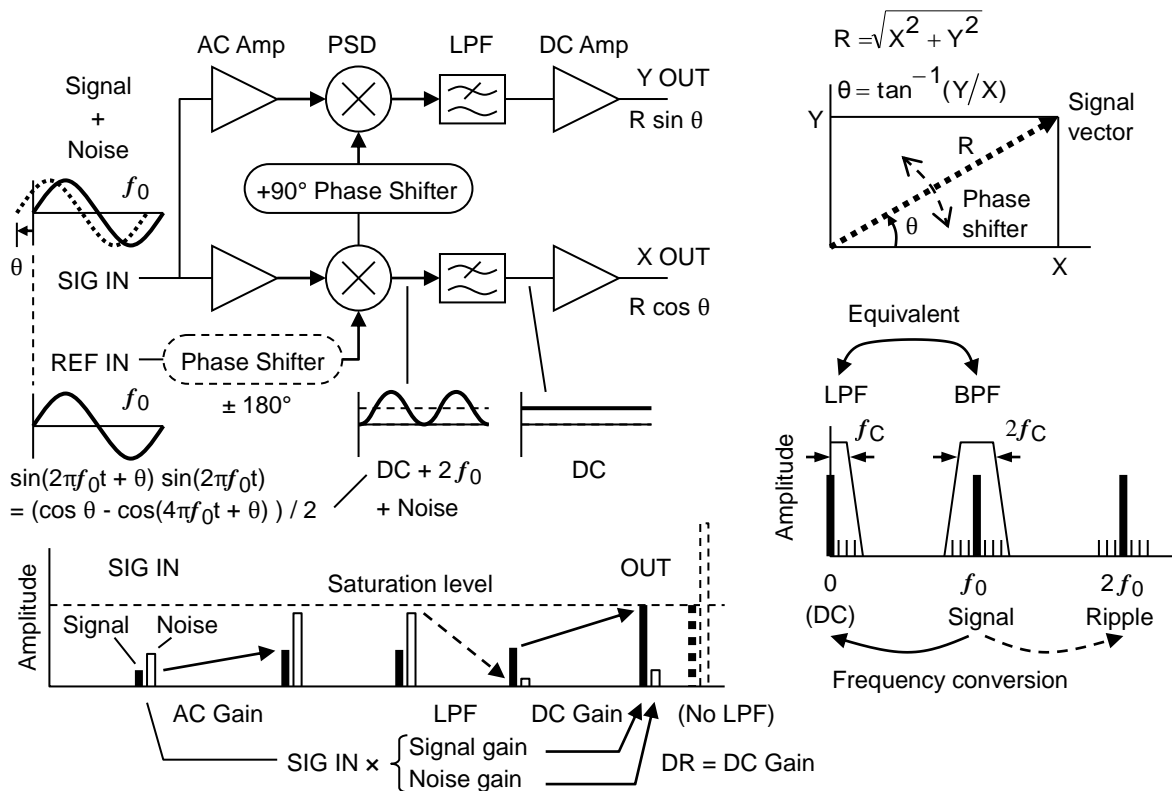 AC Amp PSD LPF DC Amp
Signal
+
Noise
f0
θ
SIG IN
+90° Phase Shifter
Y OUT
R sin θ
X OUT
R cos θ
REF IN
Phase Shifter
± 180°
f0
sin(2πf0t + θ) sin(2πf0t)
= (cos θ - cos(4πf0t + θ) ) / 2
DC + 2 f0
+ Noise
DC
R = √X² + Y²
θ = tan⁻¹ (Y/X)
Y
Signal
vector
R
Phase
shifter
θ
X
Equivalent
LPF BPF
fC 2fC
Amplitude
0 f0 2 f0
(DC) Signal Ripple
Frequency conversion
SIG IN Saturation level OUT
Amplitude
Signal Noise
AC Gain LPF DC Gain (No LPF)
SIG IN × { Signal gain
Noise gain
DR = DC Gain